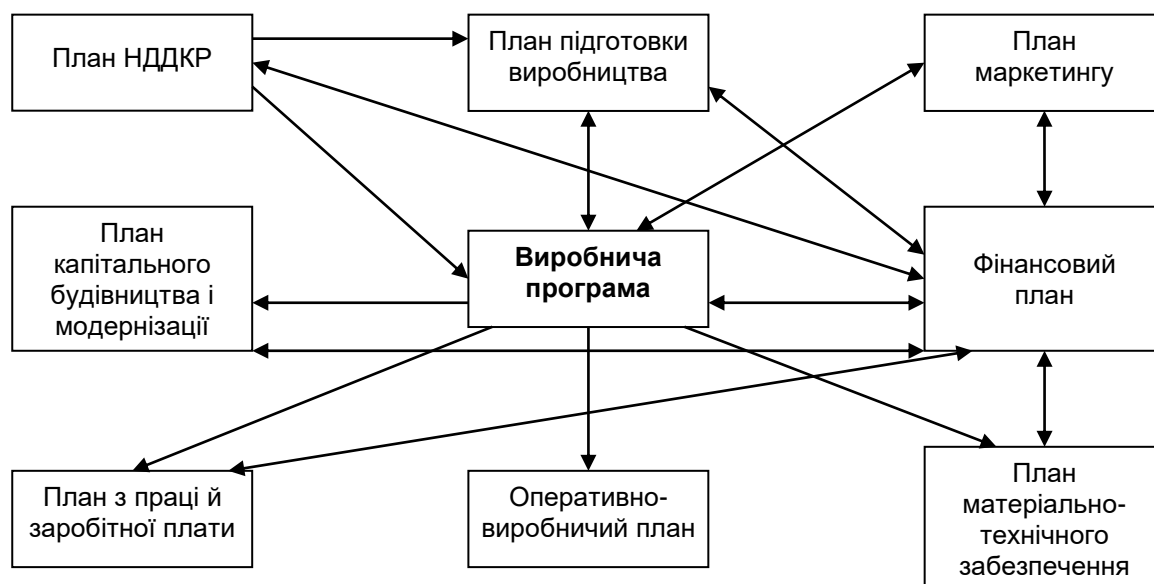 План НДДКР
План підготовки
виробництва
План
маркетингу
План
капітального
будівництва і
модернізації
Виробнича
програма
Фінансовий
план
План з праці й
заробітної плати
Оперативно-
виробничий план
План
матеріально-
технічного
забезпечення